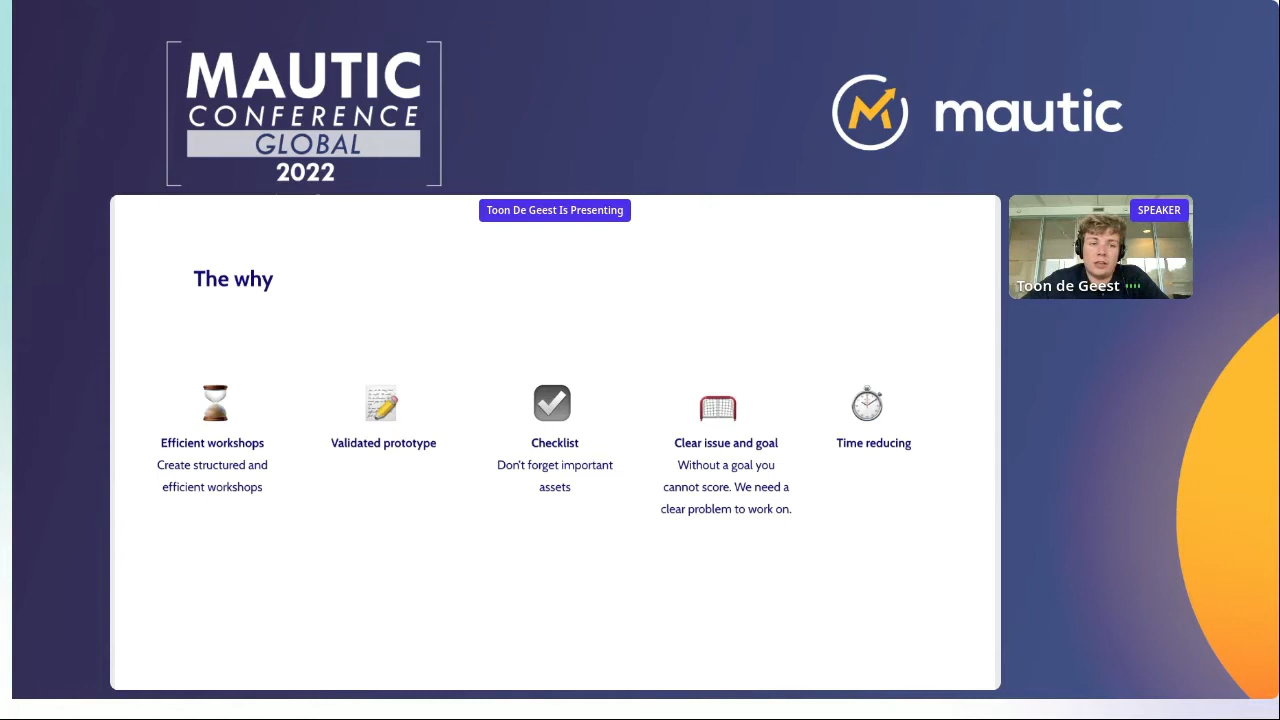 MAUTIC
CONFERENCE
GLOBAL
2022
mautic
Toon De Geest Is Presenting
SPEAKER
Toon de Geest
The why
Efficient workshops
Create structured and
efficient workshops
Validated prototype
Checklist
Don't forget important
assets
Clear issue and goal
Without a goal you
cannot score. We need a
clear problem to work on.
Time reducing